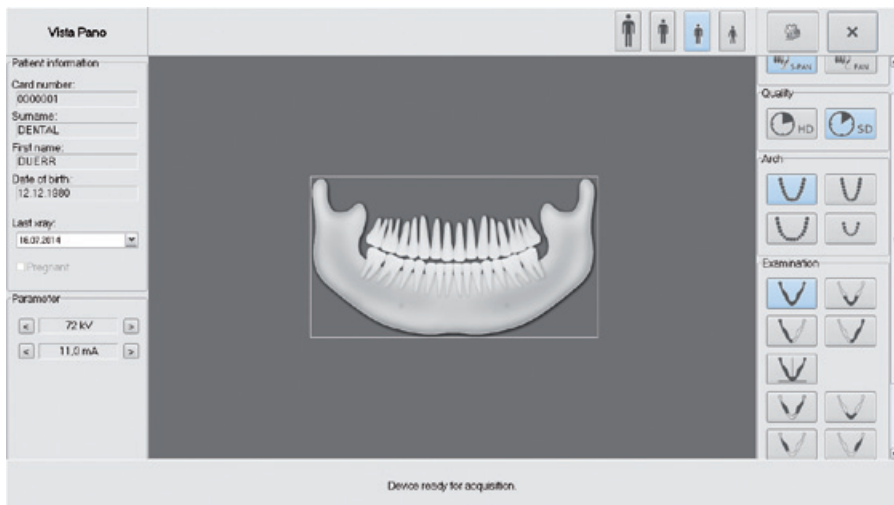 Vista Pano
Patient information
Card number:
0000001
Surname:
DENTAL
First name:
DUERR
Date of birth:
12.12.1980
Last xray:
16.07.2014
Pregnant
Parameter
< 72 kV >
< 11,0 mA >
S-PAN
PAN
Quality
HD
SD
Arch
Examination
Device ready for acquisition.